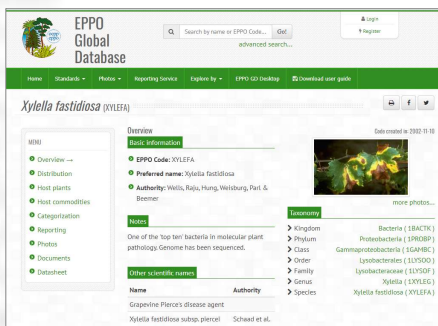 EPPO
Global
Database
Search by name or EPPO Code... Go!
advanced search...
Login
Register
Home Standards Photos Reporting Service Explore by EPPO GD Desktop Download user guide
Xylella fastidiosa (XYLEFA)
MENU
Overview →
Distribution
Host plants
Host commodities
Categorization
Reporting
Photos
Documents
Datasheet
Overview
Basic information
EPPO Code: XYLEFA
Preferred name: Xylella fastidiosa
Authority: Wells, Raju, Hung, Weisburg, Parl &
Beemer
Notes
One of the 'top ten' bacteria in molecular plant
pathology. Genome has been sequenced.
Other scientific names
Name Authority
Grapevine Pierce's disease agent
Xylella fastidiosa subsp. piercei Schaad et al.
Code created in: 2002-11-10
more photos...
Taxonomy
Kingdom Bacteria ( 1BACTK )
Phylum Proteobacteria ( 1PROBP )
Class Gammaproteobacteria ( 1GAMBC )
Order Lysobacterales ( 1LYSDO )
Family Lysobacteraceae ( 1LYSOF )
Genus Xylella ( 1XYLEG )
Species Xylella fastidiosa ( XYLEFA )